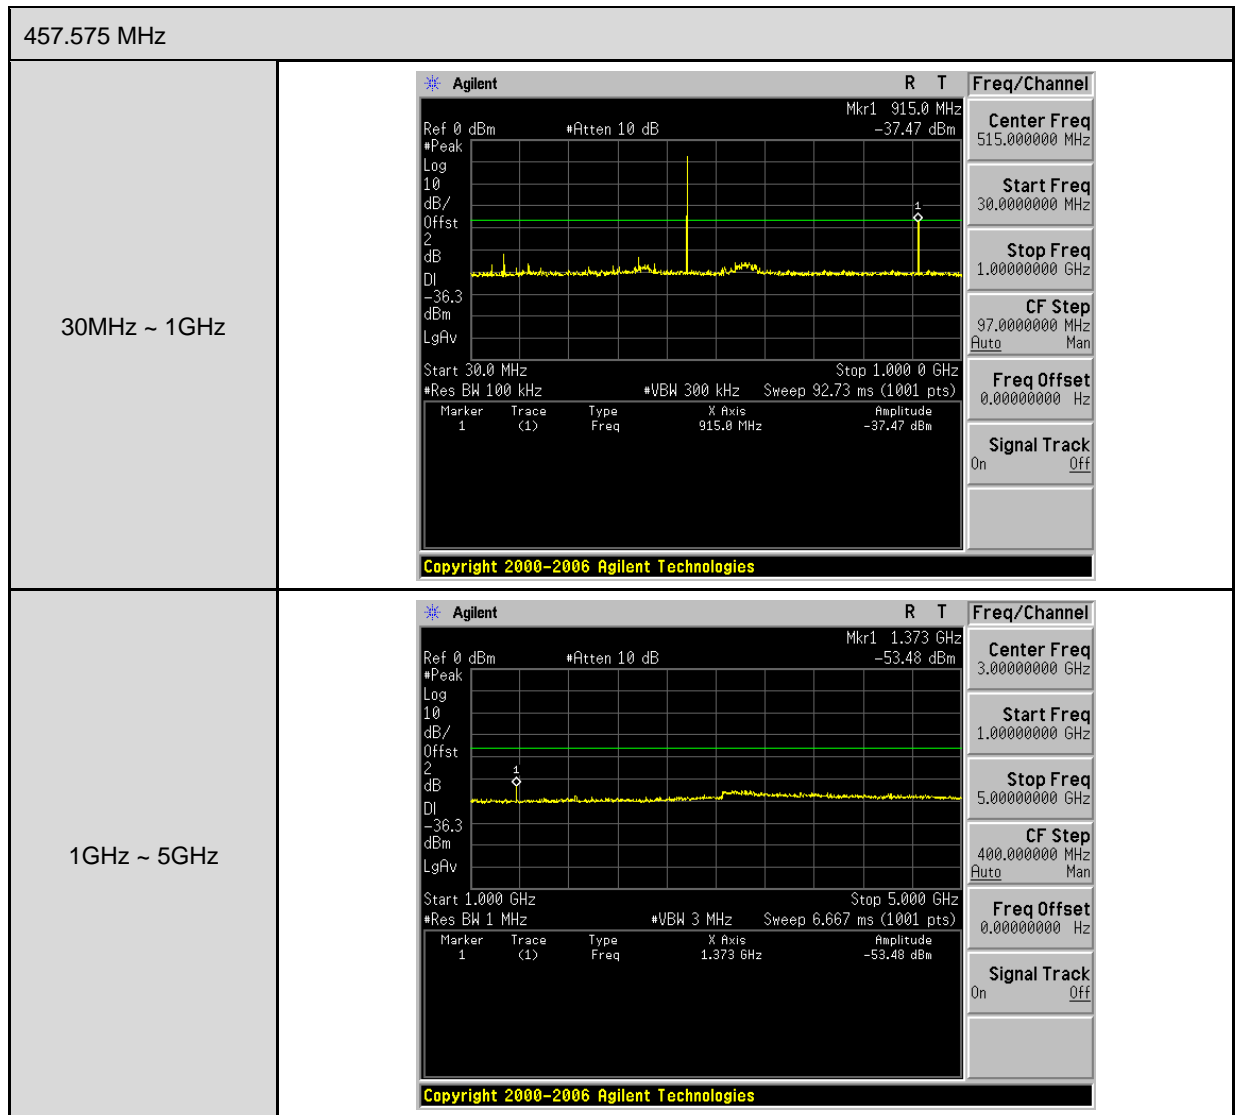 457.575 MHz
30MHz ~ 1GHz
Agilent R T Freq/Channel
Mkr1 915.0 MHz
Ref 0 dBm #Atten 10 dB -37.47 dBm
#Peak
Log
10
dB/
Offst
2
dB
DI
-36.3
dBm
LgAv
1
Start 30.0 MHz Stop 1.000 0 GHz
#Res BW 100 kHz #VBW 300 kHz Sweep 92.73 ms (1001 pts)
Marker Trace Type X Axis Amplitude
1 (1) Freq 915.0 MHz -37.47 dBm
Center Freq
515.000000 MHz
Start Freq
30.0000000 MHz
Stop Freq
1.00000000 GHz
CF Step
97.0000000 MHz
Auto Man
Freq Offset
0.00000000 Hz
Signal Track
On Off
Copyright 2000-2006 Agilent Technologies
1GHz ~ 5GHz
Agilent R T Freq/Channel
Mkr1 1.373 GHz
Ref 0 dBm #Atten 10 dB -53.48 dBm
#Peak
Log
10
dB/
Offst
2
dB
DI
-36.3
dBm
LgAv
1
Start 1.000 GHz Stop 5.000 GHz
#Res BW 1 MHz #VBW 3 MHz Sweep 6.667 ms (1001 pts)
Marker Trace Type X Axis Amplitude
1 (1) Freq 1.373 GHz -53.48 dBm
Center Freq
3.00000000 GHz
Start Freq
1.00000000 GHz
Stop Freq
5.00000000 GHz
CF Step
400.000000 MHz
Auto Man
Freq Offset
0.00000000 Hz
Signal Track
On Off
Copyright 2000-2006 Agilent Technologies